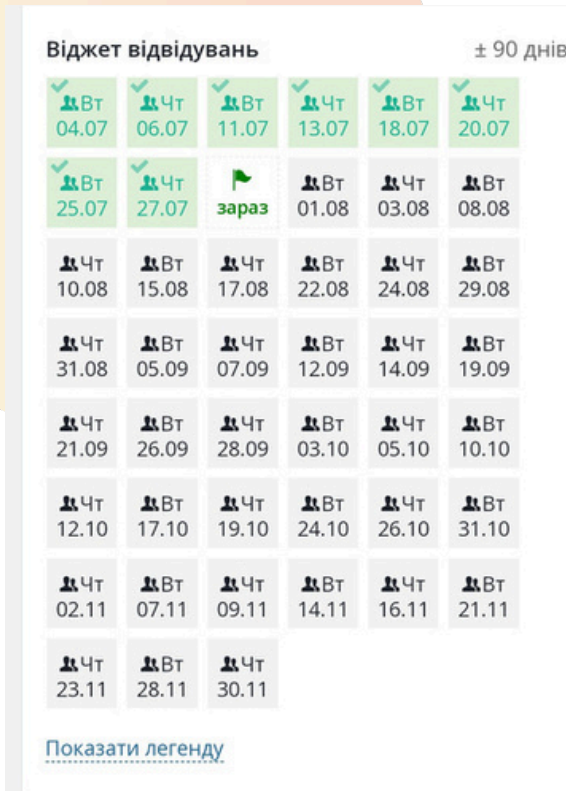 Віджет відвідувань ± 90 днів
Вт Чт Вт Чт Вт Чт
04.07 06.07 11.07 13.07 18.07 20.07
Вт Чт Вт Чт Вт
25.07 27.07 зараз 01.08 03.08 08.08
Чт Вт Чт Вт Чт Вт
10.08 15.08 17.08 22.08 24.08 29.08
Чт Вт Чт Вт Чт Вт
31.08 05.09 07.09 12.09 14.09 19.09
Чт Вт Чт Вт Чт Вт
21.09 26.09 28.09 03.10 05.10 10.10
Чт Вт Чт Вт Чт Вт
12.10 17.10 19.10 24.10 26.10 31.10
Чт Вт Чт Вт Чт Вт
02.11 07.11 09.11 14.11 16.11 21.11
Чт Вт Чт
23.11 28.11 30.11
Показати легенду